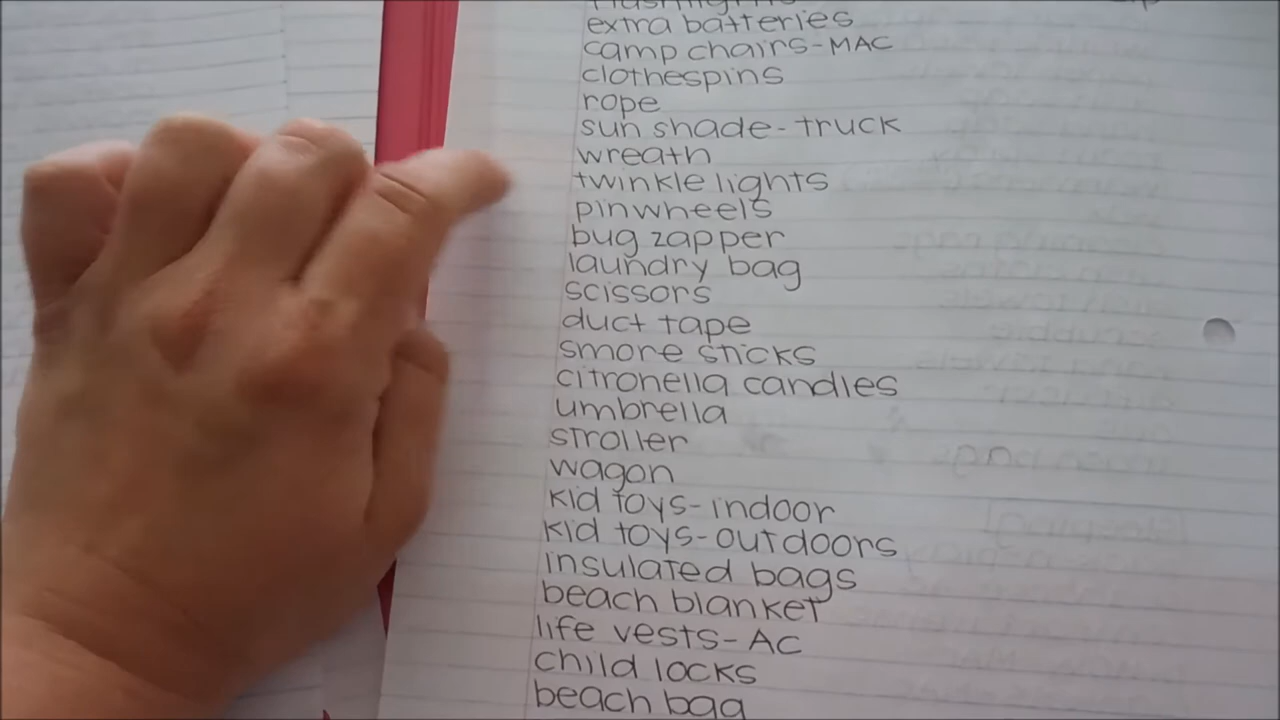 extra batteries
camp chairs-MAC
clothespins
rope
sun shade-truck
wreath
twinkle lights
pinwheels
bug zapper
laundry bag
scissors
duct tape
smore sticks
citronella candles
umbrella
stroller
wagon
kid toys-indoor
kid toys-outdoors
insulated bags
beach blanket
life vests-AC
child locks
beach bag